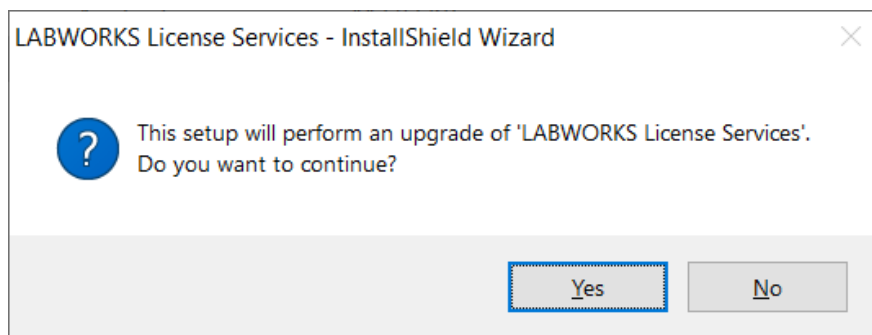 LABWORKS License Services - InstallShield Wizard
?
This setup will perform an upgrade of 'LABWORKS License Services'.
Do you want to continue?
Yes
No